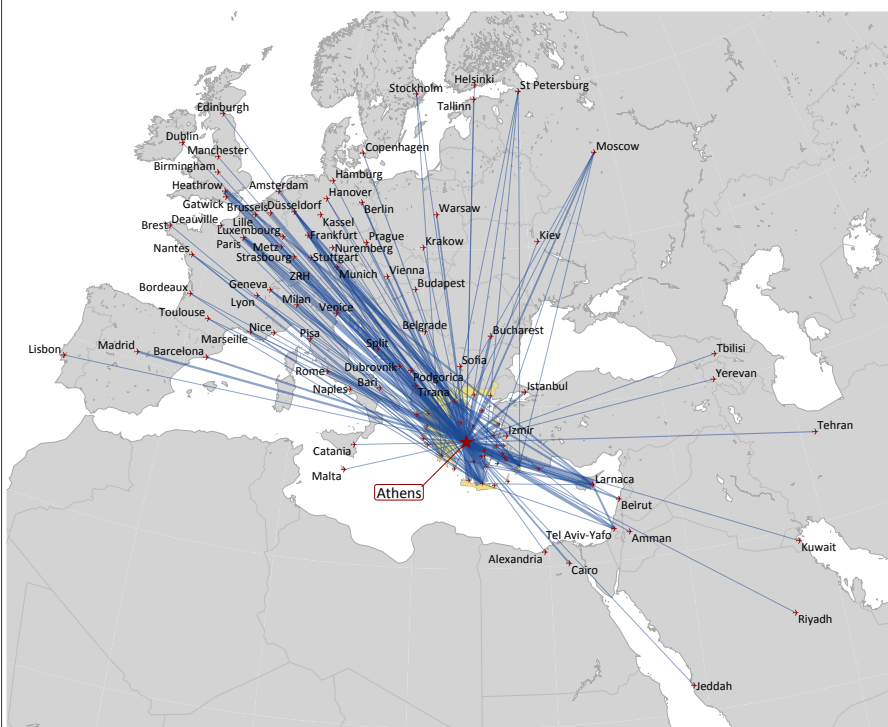 Stockholm
Helsinki
St Petersburg
Tallinn
Edinburgh
Dublin
Manchester
Copenhagen
Moscow
Birmingham
Hamburg
Heathrow
Amsterdam
Hanover
Gatwick
Brussels
Düsseldorf
Berlin
Warsaw
Brest
Deauville
Lille
Kassel
Luxembourg
Frankfurt
Prague
Kiev
Paris
Metz
Nuremberg
Krakow
Nantes
Strasbourg
Stuttgart
ZRH
Munich
Vienna
Bordeaux
Geneva
Budapest
Lyon
Milan
Venice
Toulouse
Nice
Belgrade
Bucharest
Marseille
Pisa
Lisbon
Madrid
Barcelona
Split
Tbilisi
Rome
Dubrovnik
Sofia
Yerevan
Naples
Bari
Podgorica
Tirana
Istanbul
Tehran
Izmir
Catania
Malta
Athens
Larnaca
Beirut
Tel Aviv-Yafo
Amman
Kuwait
Alexandria
Cairo
Riyadh
Jeddah